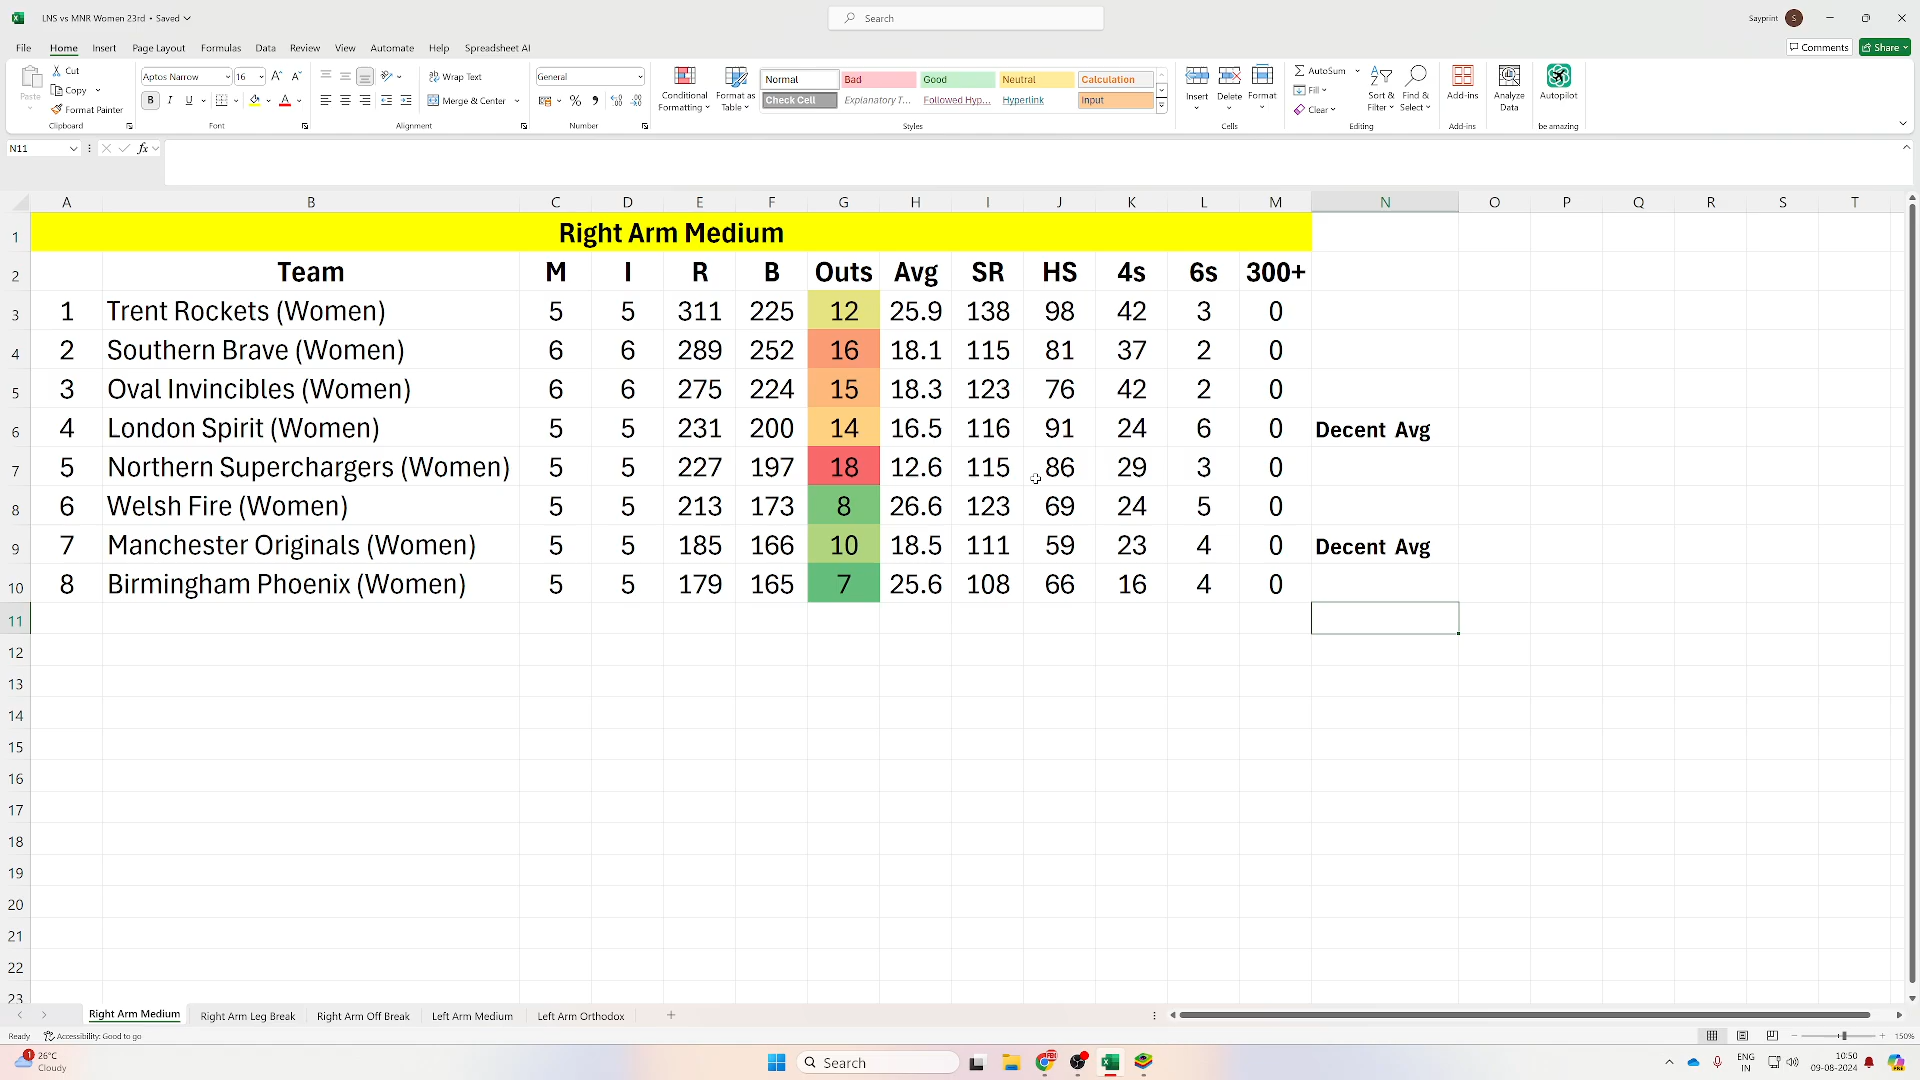 LNS vs MNR Women 23rd • Saved
Search
Sayprint S
File Home Insert Page Layout Formulas Data Review View Automate Help Spreadsheet AI
Comments Share
Paste Cut Copy Format Painter
Clipboard
Aptos Narrow 16
B I U
Font
Wrap Text
Merge & Center
Alignment
General
Number
Conditional Formatting
Format as Table
Normal Bad Good Neutral Calculation
Check Cell Explanatory T... Followed Hyp... Hyperlink Input
Styles
Insert Delete Format
Cells
AutoSum
Fill
Clear
Sort & Filter
Find & Select
Editing
Add-ins
Add-ins
Analyze Data
Autopilot
be amazing
N11 fx
A B C D E F G H I J K L M N O P Q R S T
1 Right Arm Medium
2 Team M I R B Outs Avg SR HS 4s 6s 300+
3 1 Trent Rockets (Women) 5 5 311 225 12 25.9 138 98 42 3 0
4 2 Southern Brave (Women) 6 6 289 252 16 18.1 115 81 37 2 0
5 3 Oval Invincibles (Women) 6 6 275 224 15 18.3 123 76 42 2 0
6 4 London Spirit (Women) 5 5 231 200 14 16.5 116 91 24 6 0 Decent Avg
7 5 Northern Superchargers (Women) 5 5 227 197 18 12.6 115 86 29 3 0
8 6 Welsh Fire (Women) 5 5 213 173 8 26.6 123 69 24 5 0
9 7 Manchester Originals (Women) 5 5 185 166 10 18.5 111 59 23 4 0 Decent Avg
10 8 Birmingham Phoenix (Women) 5 5 179 165 7 25.6 108 66 16 4 0
11
12
13
14
15
16
17
18
19
20
21
22
23
Right Arm Medium Right Arm Leg Break Right Arm Off Break Left Arm Medium Left Arm Orthodox +
Ready Accessibility: Good to go 150%
26°C
Cloudy
Search
ENG
IN
10:50
09-08-2024